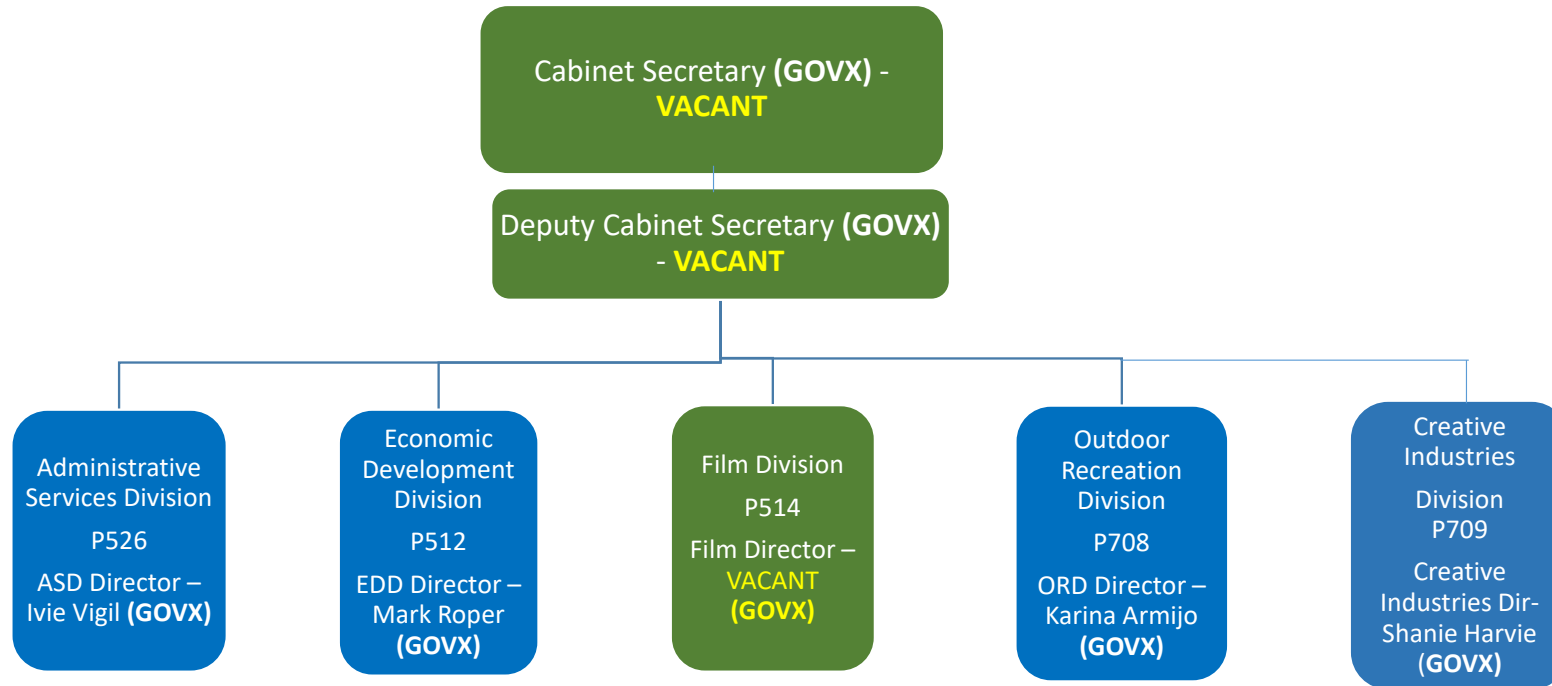 Cabinet Secretary (GOVX) -
VACANT
Deputy Cabinet Secretary (GOVX)
- VACANT
Administrative
Services Division
P526
ASD Director –
Ivie Vigil (GOVX)
Economic
Development
Division
P512
EDD Director –
Mark Roper
(GOVX)
Film Division
P514
Film Director –
VACANT
(GOVX)
Outdoor
Recreation
Division
P708
ORD Director –
Karina Armijo
(GOVX)
Creative
Industries
Division
P709
Creative
Industries Dir-
Shanie Harvie
(GOVX)